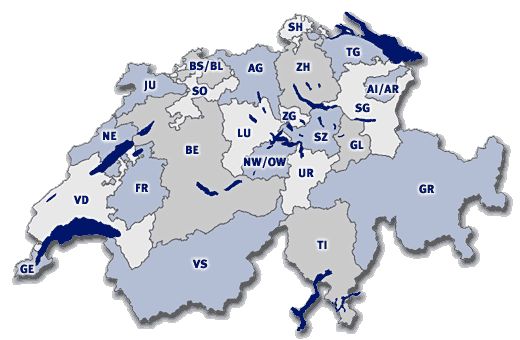 SH
TG
BS/BL
ZH
AG
JU
SO
AI/AR
SG
ZG
NE
LU
SZ
BE
GL
NW/OW
UR
FR
GR
VD
TI
VS
GE